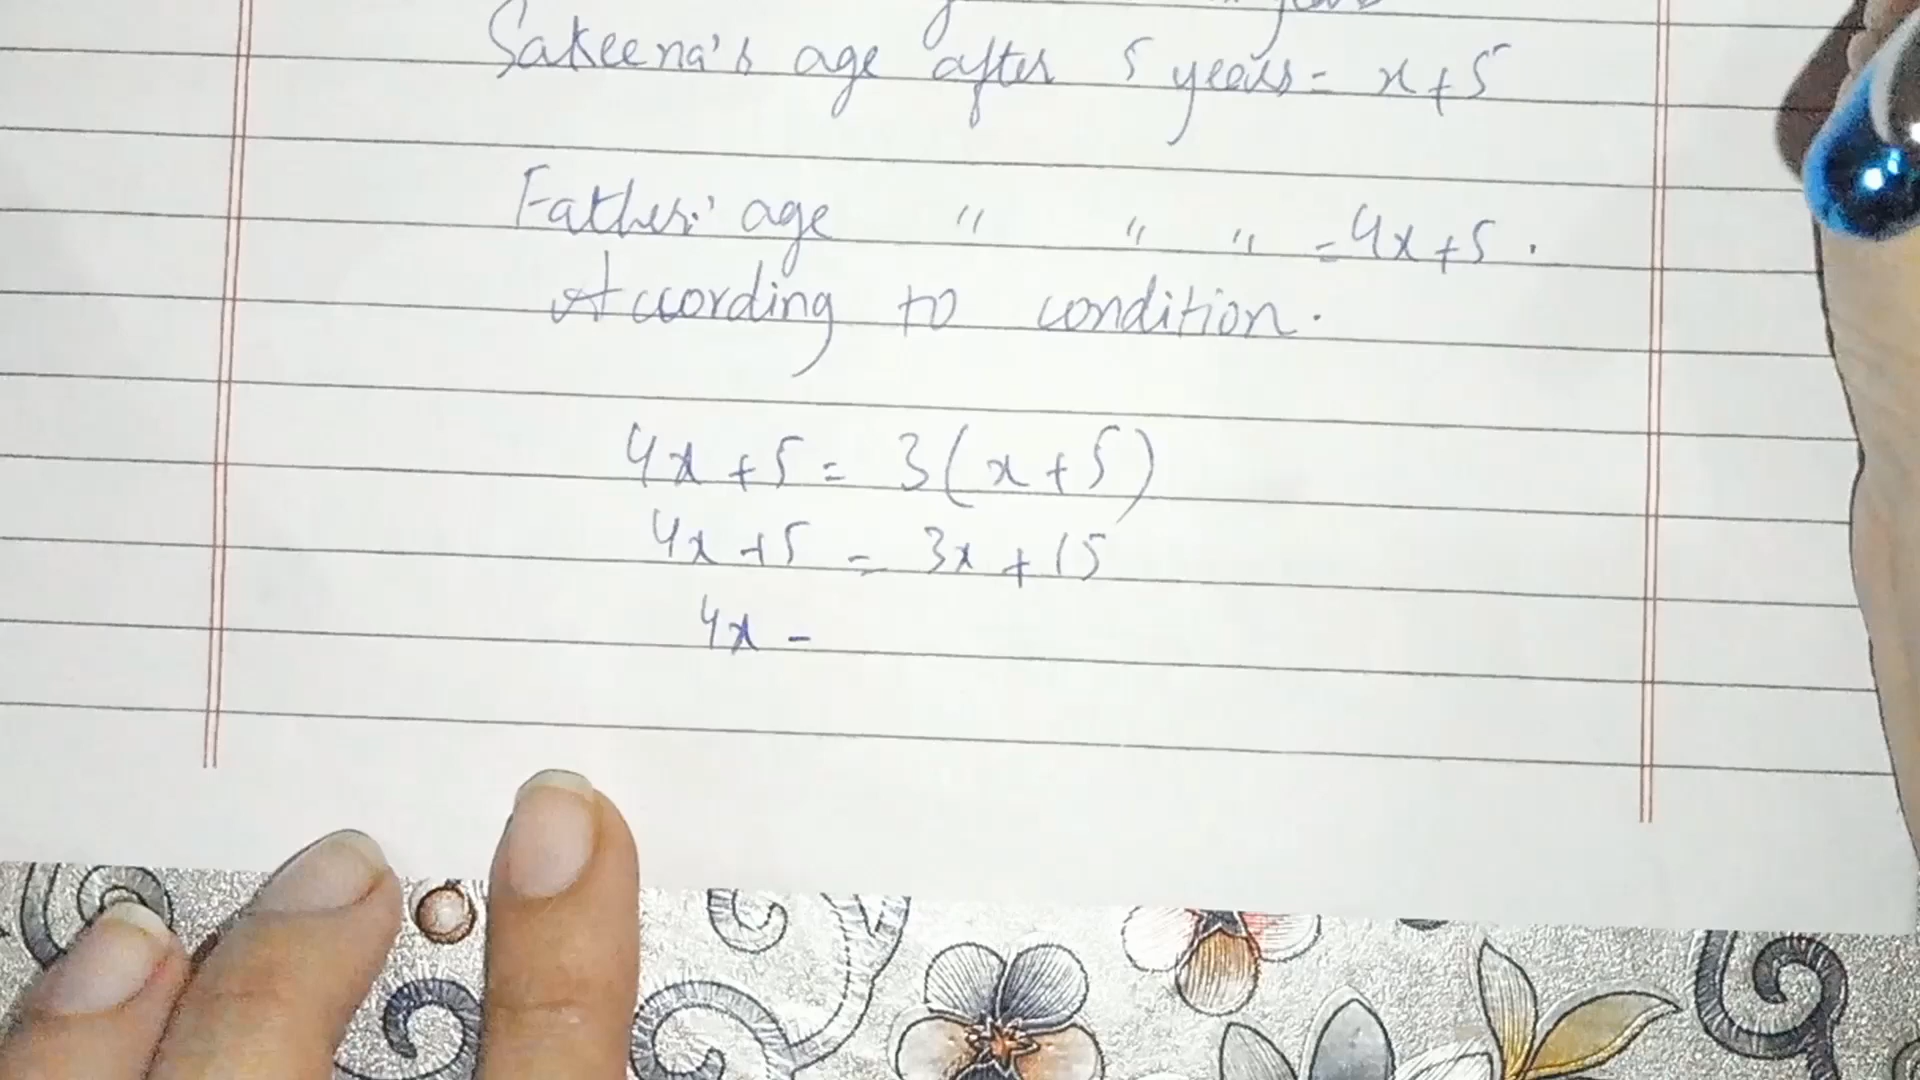 Sakeena's age after 5 years = x+5
Father's age " " " = 4x+5.
According to condition.
4x+5 = 3(x+5)
4x+5 = 3x+15
4x -